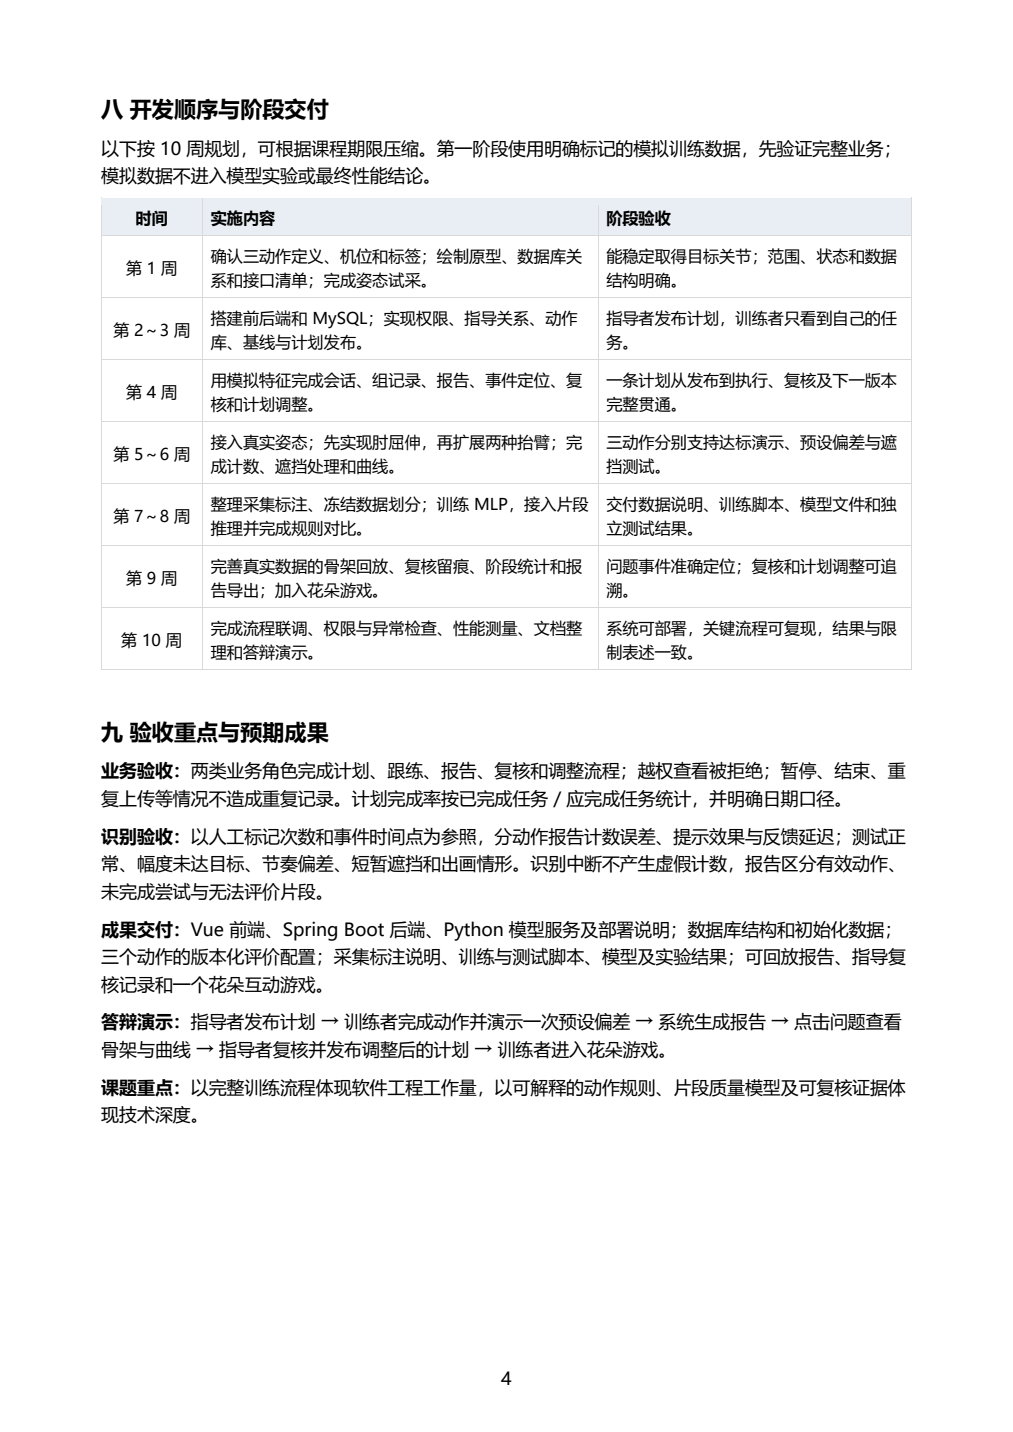 八 开发顺序与阶段交付
以下按 10 周规划，可根据课程期限压缩。第一阶段使用明确标记的模拟训练数据，先验证完整业务；
模拟数据不进入模型实验或最终性能结论。
时间 实施内容 阶段验收
第 1 周
确认三动作定义、机位和标签；绘制原型、数据库关
系和接口清单；完成姿态试采。
能稳定取得目标关节；范围、状态和数据
结构明确。
第 2～3 周
搭建前后端和 MySQL；实现权限、指导关系、动作
库、基线与计划发布。
指导者发布计划，训练者只看到自己的任
务。
第 4 周
用模拟特征完成会话、组记录、报告、事件定位、复
核和计划调整。
一条计划从发布到执行、复核及下一版本
完整贯通。
第 5～6 周
接入真实姿态；先实现肘屈伸，再扩展两种抬臂；完
成计数、遮挡处理和曲线。
三动作分别支持达标演示、预设偏差与遮
挡测试。
第 7～8 周
整理采集标注、冻结数据划分；训练 MLP，接入片段
推理并完成规则对比。
交付数据说明、训练脚本、模型文件和独
立测试结果。
第 9 周
完善真实数据的骨架回放、复核留痕、阶段统计和报
告导出；加入花朵游戏。
问题事件准确定位；复核和计划调整可追
溯。
第 10 周
完成流程联调、权限与异常检查、性能测量、文档整
理和答辩演示。
系统可部署，关键流程可复现，结果与限
制表述一致。
九 验收重点与预期成果
业务验收：两类业务角色完成计划、跟练、报告、复核和调整流程；越权查看被拒绝；暂停、结束、重
复上传等情况不造成重复记录。计划完成率按已完成任务 / 应完成任务统计，并明确日期口径。
识别验收：以人工标记次数和事件时间点为参照，分动作报告计数误差、提示效果与反馈延迟；测试正
常、幅度未达目标、节奏偏差、短暂遮挡和出画情形。识别中断不产生虚假计数，报告区分有效动作、
未完成尝试与无法评价片段。
成果交付：Vue 前端、Spring Boot 后端、Python 模型服务及部署说明；数据库结构和初始化数据；
三个动作的版本化评价配置；采集标注说明、训练与测试脚本、模型及实验结果；可回放报告、指导复
核记录和一个花朵互动游戏。
答辩演示：指导者发布计划 → 训练者完成动作并演示一次预设偏差 → 系统生成报告 → 点击问题查看
骨架与曲线 → 指导者复核并发布调整后的计划 → 训练者进入花朵游戏。
课题重点：以完整训练流程体现软件工程工作量，以可解释的动作规则、片段质量模型及可复核证据体
现技术深度。
4